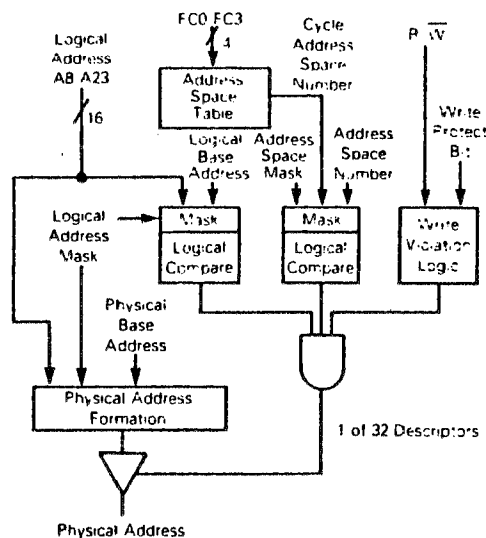 FC0 FC3
4
Logical
Address
A8 A23
16
Address
Space
Table
Cycle
Address
Space
Number
R W
Write
Protect
Bit
Logical
Base
Address
Address
Space
Mask
Address
Space
Number
Logical
Address
Mask
Mask
Logical
Compare
Mask
Logical
Compare
Write
Violation
Logic
Physical
Base
Address
Physical Address
Formation
1 of 32 Descriptors
Physical Address